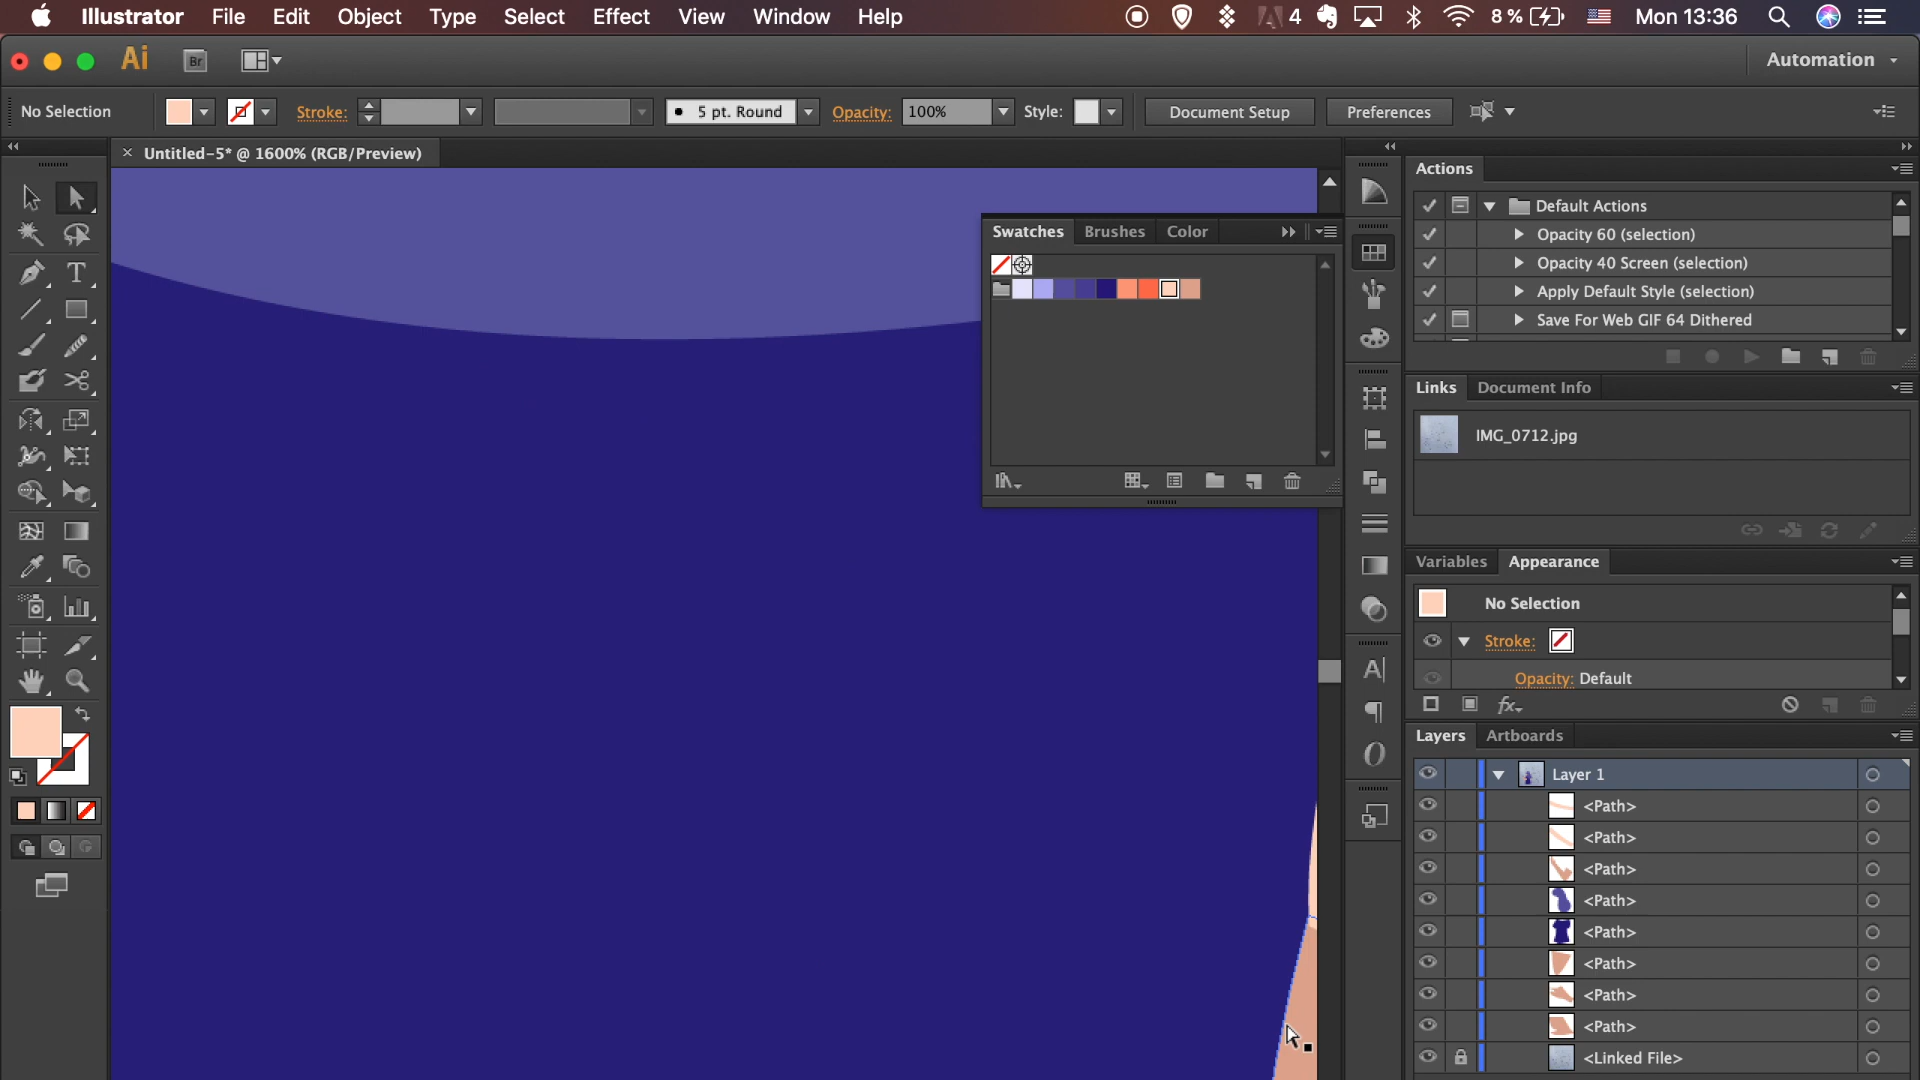 Illustrator File Edit Object Type Select Effect View Window Help 4 8 % Mon 13:36
Ai Br Automation
No Selection Stroke: 5 pt. Round Opacity: 100% Style: Document Setup Preferences
× Untitled-5* @ 1600% (RGB/Preview)
Actions
Default Actions
Opacity 60 (selection)
Opacity 40 Screen (selection)
Apply Default Style (selection)
Save For Web GIF 64 Dithered
Swatches Brushes Color
Links Document Info
IMG_0712.jpg
Variables Appearance
No Selection
Stroke:
Opacity: Default
fx
Layers Artboards
Layer 1
<Path>
<Path>
<Path>
<Path>
<Path>
<Path>
<Path>
<Path>
<Linked File>